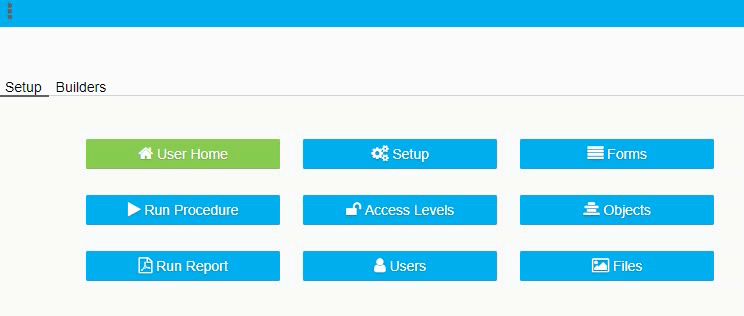 Setup Builders
User Home Setup Forms
Run Procedure Access Levels Objects
Run Report Users Files